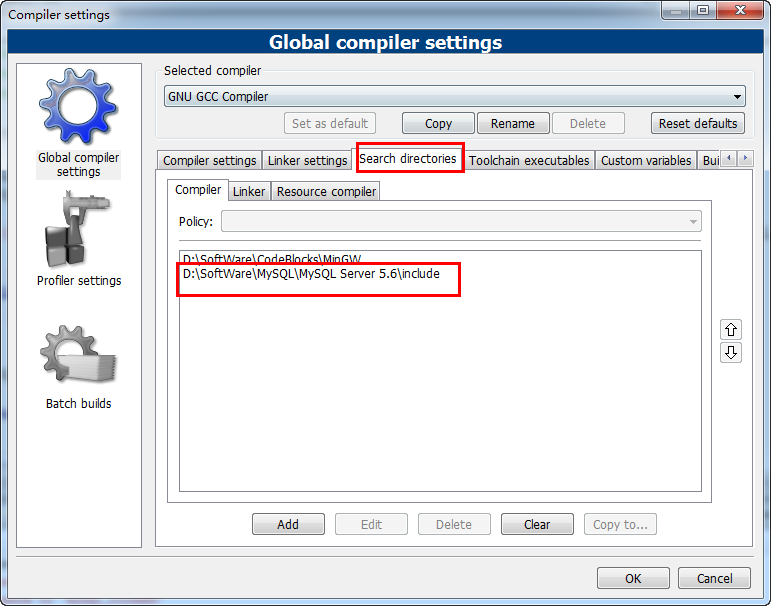 Compiler settings
Global compiler settings
Global compiler
settings
Profiler settings
Batch builds
Selected compiler
GNU GCC Compiler
Set as default
Copy
Rename
Delete
Reset defaults
Compiler settings
Linker settings
Search directories
Toolchain executables
Custom variables
Bui
Compiler
Linker
Resource compiler
Policy:
D:\SoftWare\CodeBlocks\MinGW
D:\SoftWare\MySQL\MySQL Server 5.6\include
Add
Edit
Delete
Clear
Copy to...
OK
Cancel